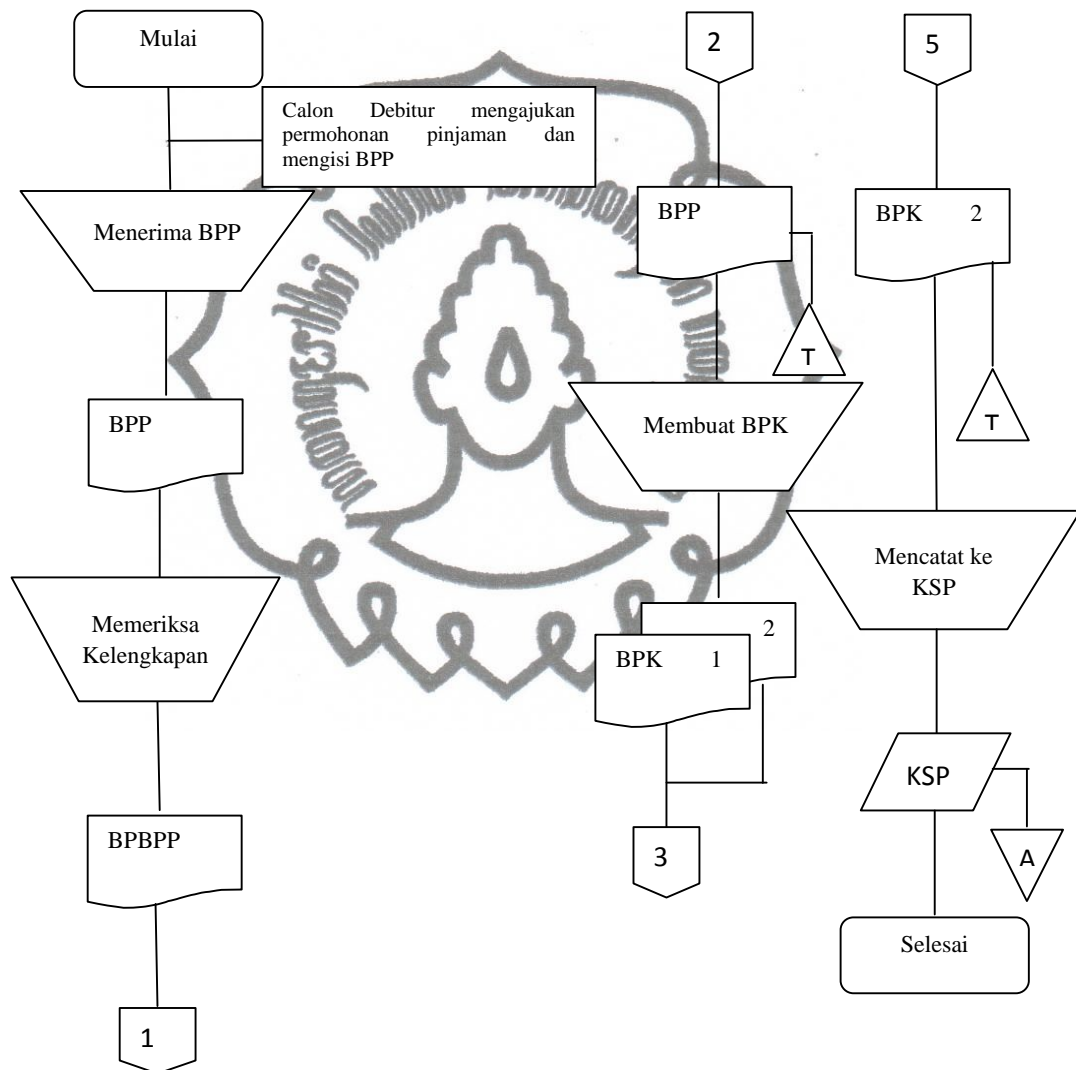 Mulai
Calon Debitur mengajukan
permohonan pinjaman dan
mengisi BPP
Menerima BPP
BPP
Memeriksa
Kelengkapan
BPBPP
1
2
BPP
T
Membuat BPK
2
BPK 1
3
5
BPK 2
T
Mencatat ke
KSP
KSP
A
Selesai